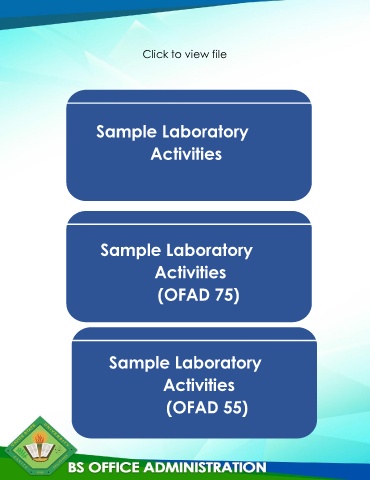 Click to view file
Sample Laboratory
Activities
Sample Laboratory
Activities
(OFAD 75)
Sample Laboratory
Activities
(OFAD 55)
BS OFFICE ADMINISTRATION